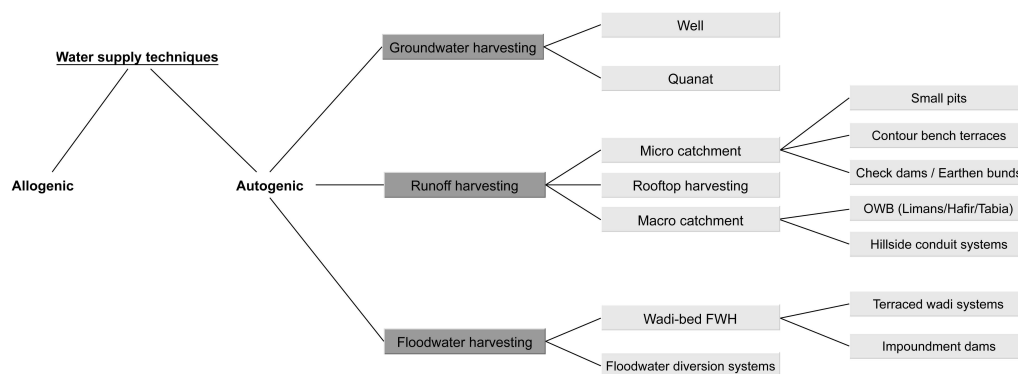 Water supply techniques
Allogenic
Autogenic
Groundwater harvesting
Well
Quanat
Runoff harvesting
Micro catchment
Small pits
Contour bench terraces
Check dams / Earthen bunds
Rooftop harvesting
Macro catchment
OWB (Limans/Hafir/Tabia)
Hillside conduit systems
Floodwater harvesting
Wadi-bed FWH
Terraced wadi systems
Impoundment dams
Floodwater diversion systems